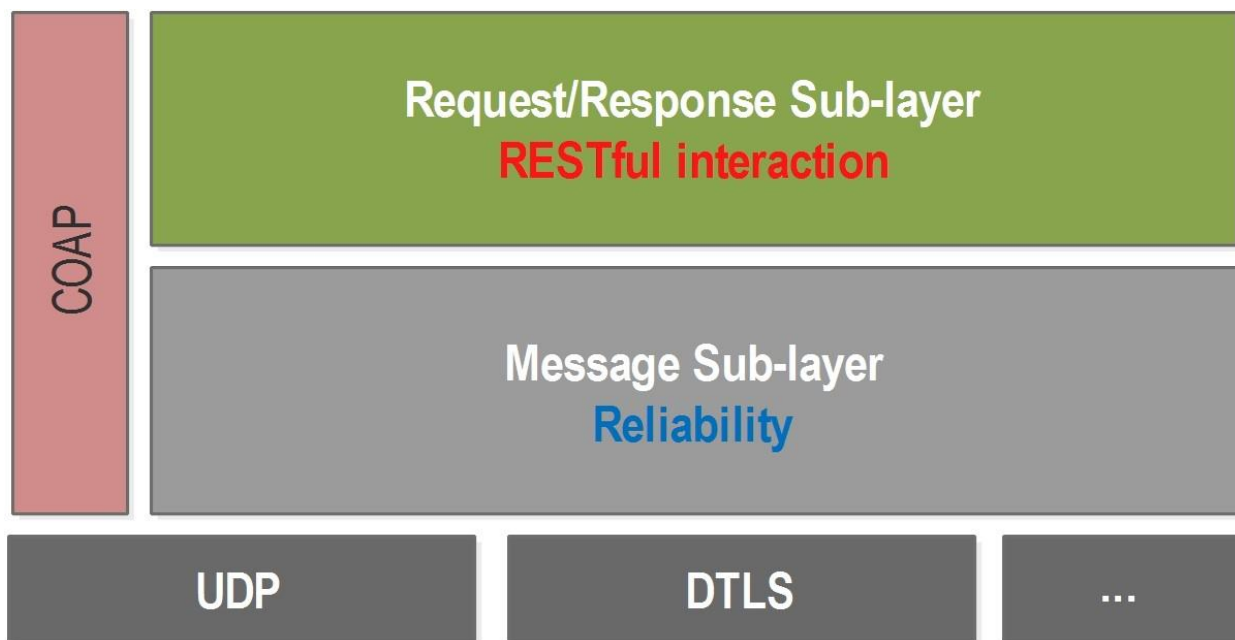 COAP
Request/Response Sub-layer
RESTful interaction
Message Sub-layer
Reliability
UDP
DTLS
...